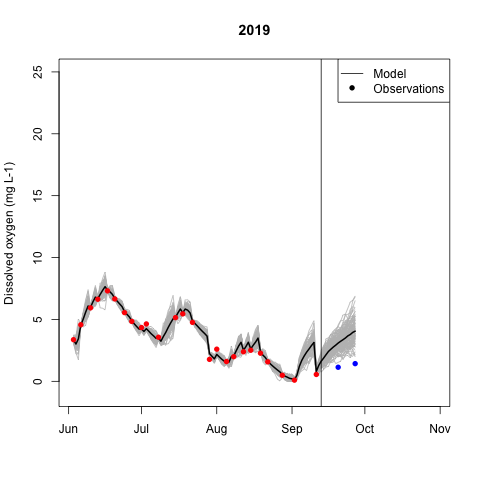 2019
Model
Observations
Dissolved oxygen (mg L-1)
25
20
15
10
5
0
Jun Jul Aug Sep Oct Nov